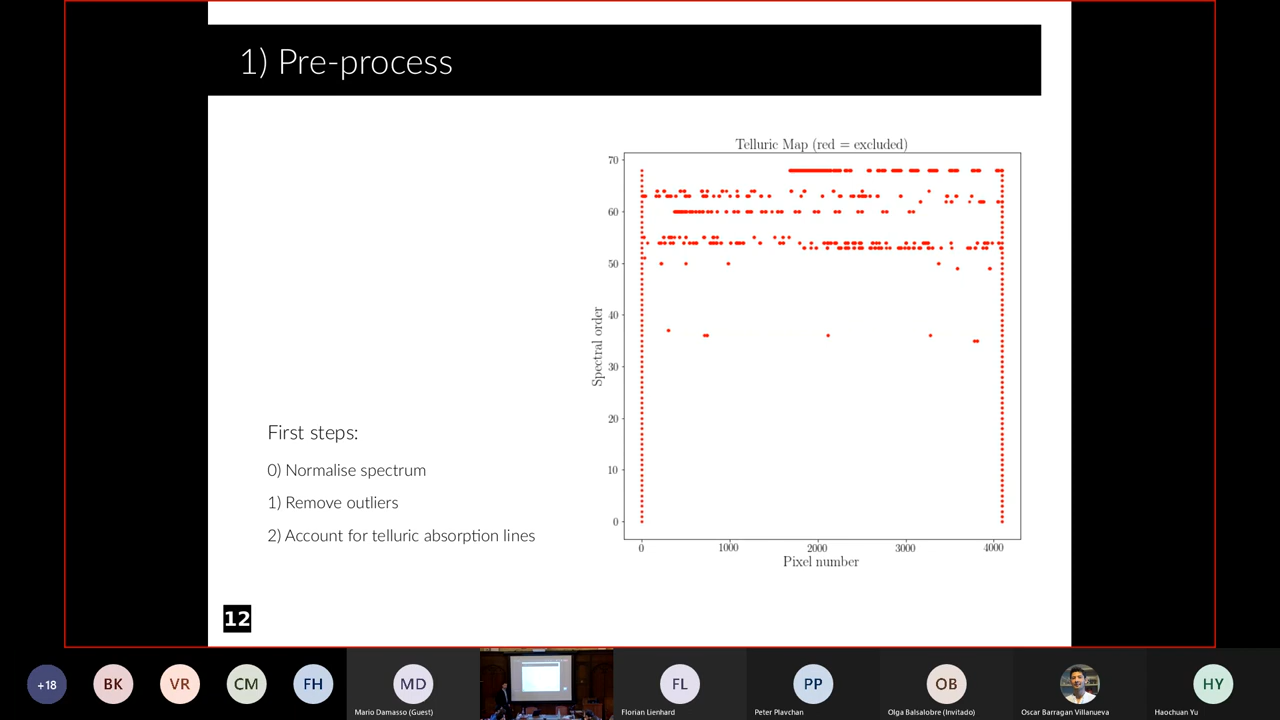 1) Pre-process
Telluric Map (red = excluded)
70
60
50
40
30
20
10
0
Spectral order
0 1000 2000 3000 4000
Pixel number
First steps:
0) Normalise spectrum
1) Remove outliers
2) Account for telluric absorption lines
12
+18
BK
VR
CM
FH
MD
FL
PP
OB
HY
Mario Damasso (Guest)
Florian Lienhard
Peter Plavchan
Olga Balsalobre (Invitado)
Oscar Barragan Villanueva
Haochuan Yu